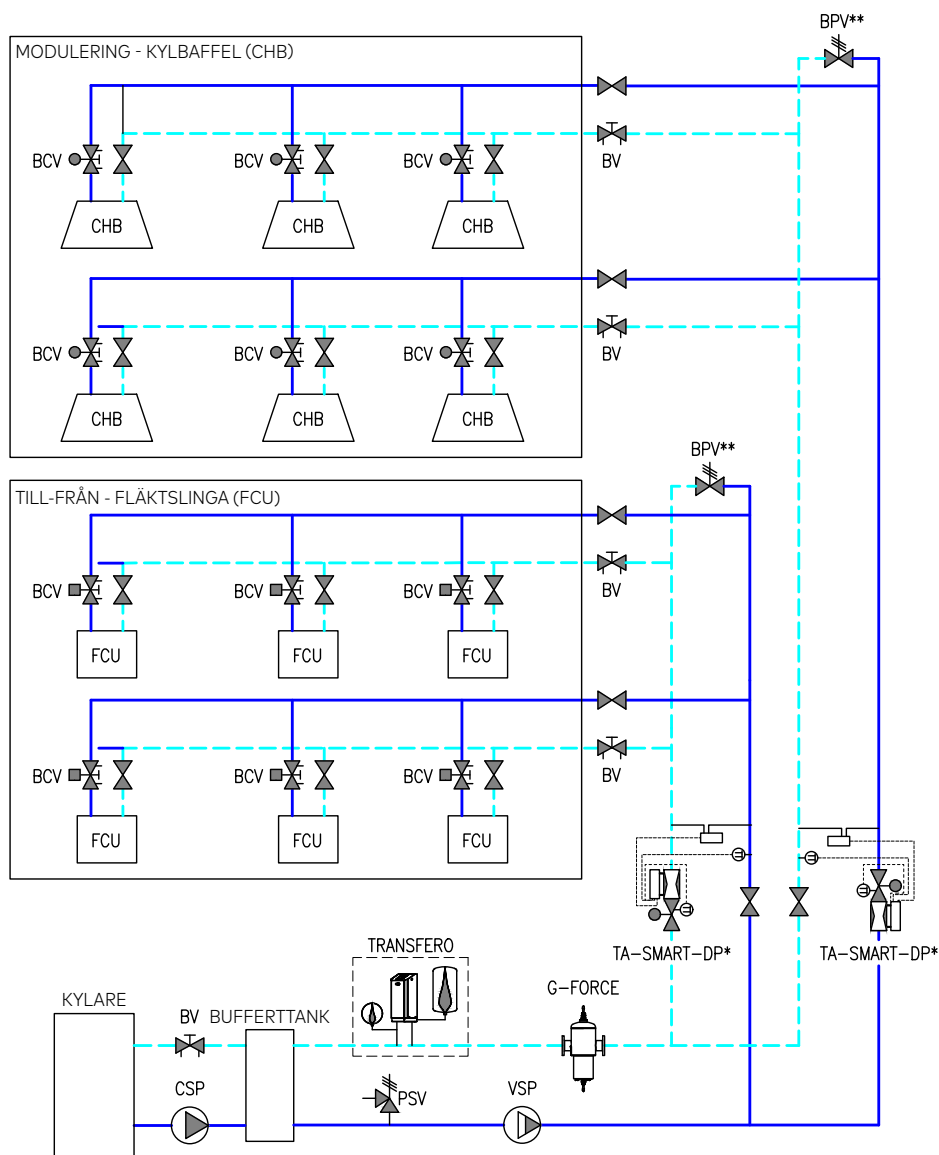 BPV**
MODULERING - KYLBAFFEL (CHB)
BCV
BCV
BCV
BV
CHB
CHB
CHB
BCV
BCV
BCV
BV
CHB
CHB
CHB
BPV**
TILL-FRÅN - FLÄKTSLINGA (FCU)
BCV
BCV
BCV
BV
FCU
FCU
FCU
BCV
BCV
BCV
BV
FCU
FCU
FCU
TRANSFERO
TA-SMART-DP*
TA-SMART-DP*
G-FORCE
KYLARE
BV
BUFFERTTANK
CSP
PSV
VSP